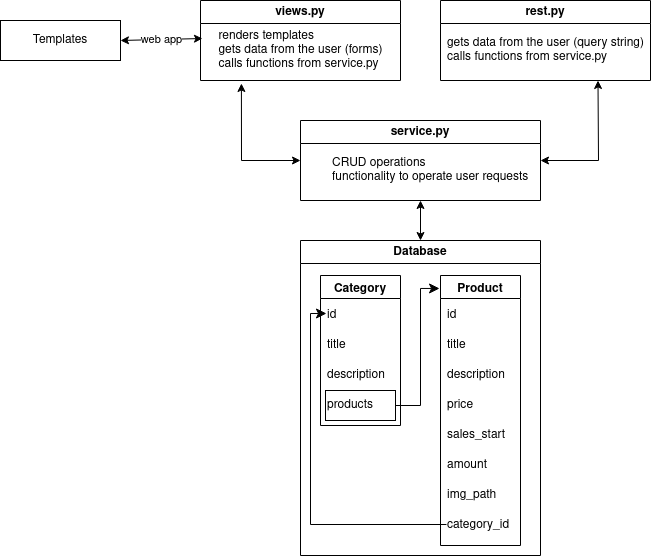 views.py
renders templates
gets data from the user (forms)
calls functions from service.py
rest.py
gets data from the user (query string)
calls functions from service.py
Templates
web app
service.py
CRUD operations
functionality to operate user requests
Database
Category
id
title
description
products
Product
id
title
description
price
sales_start
amount
img_path
category_id